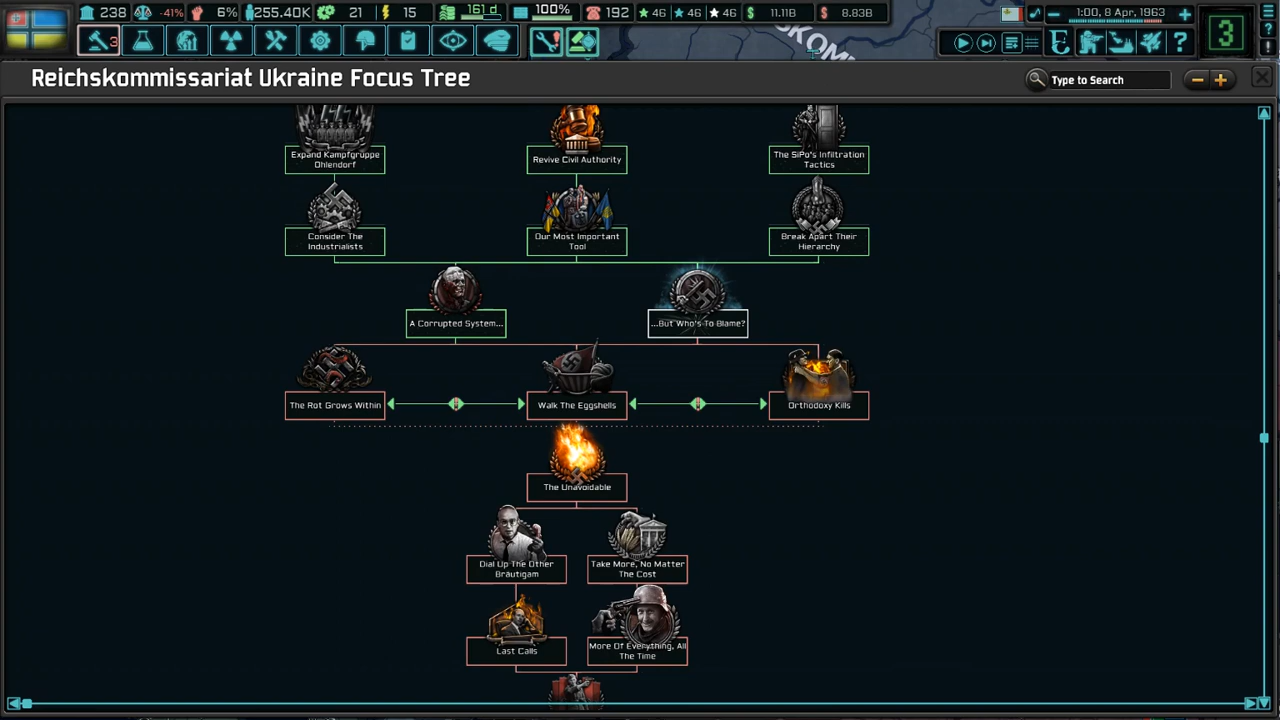 238 -41% 6% 255.40K 21 15 161 d 100% 192 46 46 46 $ 11.11B $ 8.83B 1:00, 8 Apr, 1963
3
3
Reichskommissariat Ukraine Focus Tree
Type to Search
Expand Kampfgruppe
Ohlendorf
Revive Civil Authority
The SiPo's Infiltration
Tactics
Consider The
Industrialists
Our Most Important
Tool
Break Apart Their
Hierarchy
A Corrupted System...
...But Who's To Blame?
The Rot Grows Within
Walk The Eggshells
Orthodoxy Kills
The Unavoidable
Dial Up The Other
Bräutigam
Take More, No Matter
The Cost
Last Calls
More Of Everything, All
The Time